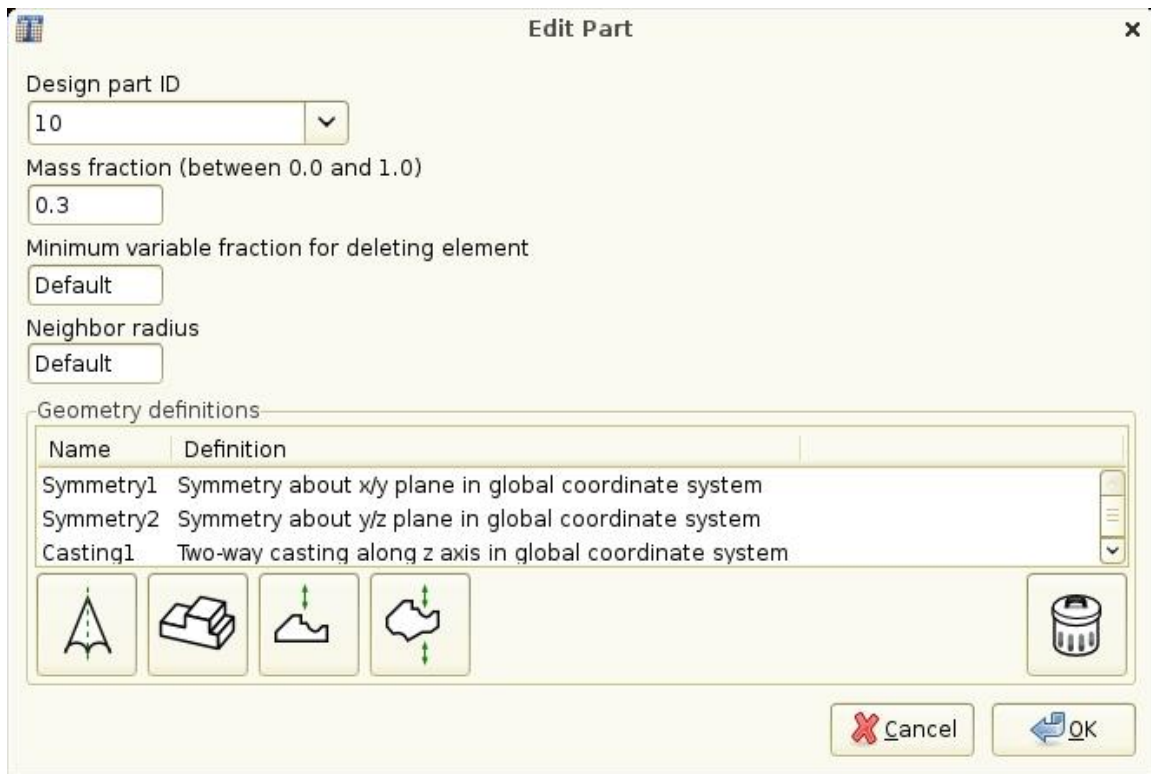 Edit Part
Design part ID
10
Mass fraction (between 0.0 and 1.0)
0.3
Minimum variable fraction for deleting element
Default
Neighbor radius
Default
Geometry definitions
Name Definition
Symmetry1 Symmetry about x/y plane in global coordinate system
Symmetry2 Symmetry about y/z plane in global coordinate system
Casting1 Two-way casting along z axis in global coordinate system
Cancel OK